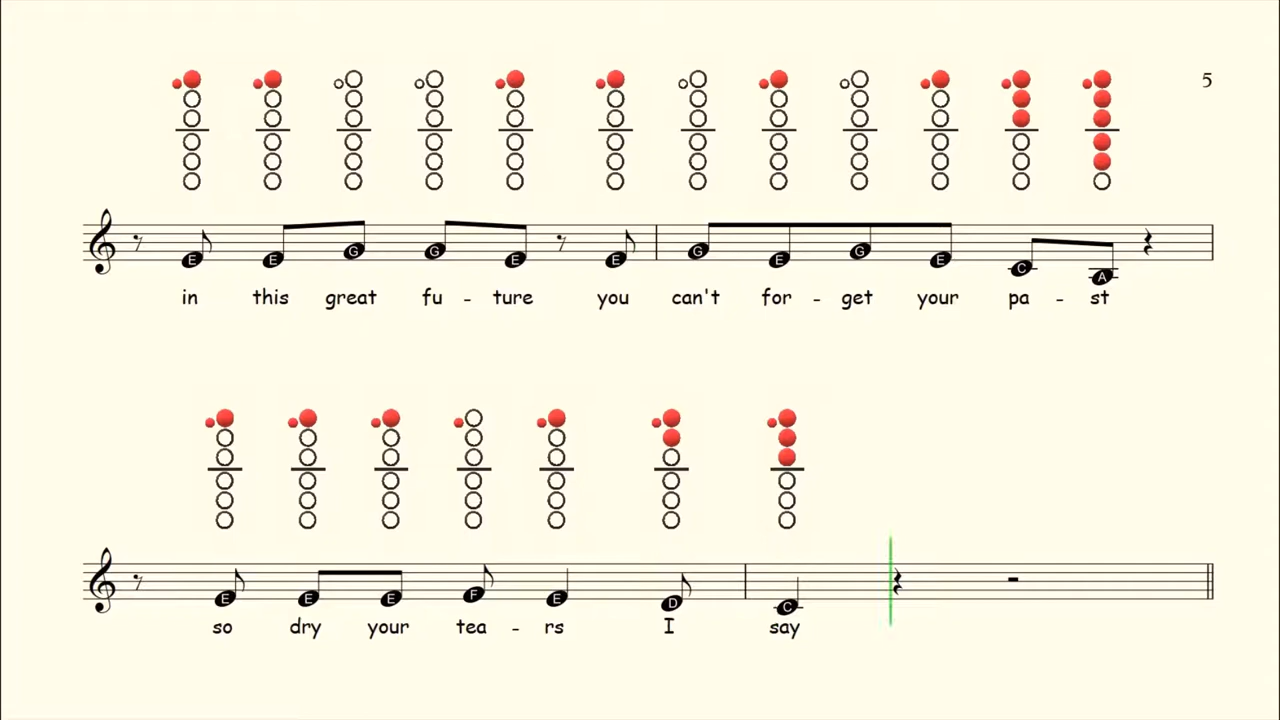 5
E E G G E E G E G E C A
in this great fu - ture you can't for - get your pa - st
E E E F E D C
so dry your tea - rs I say